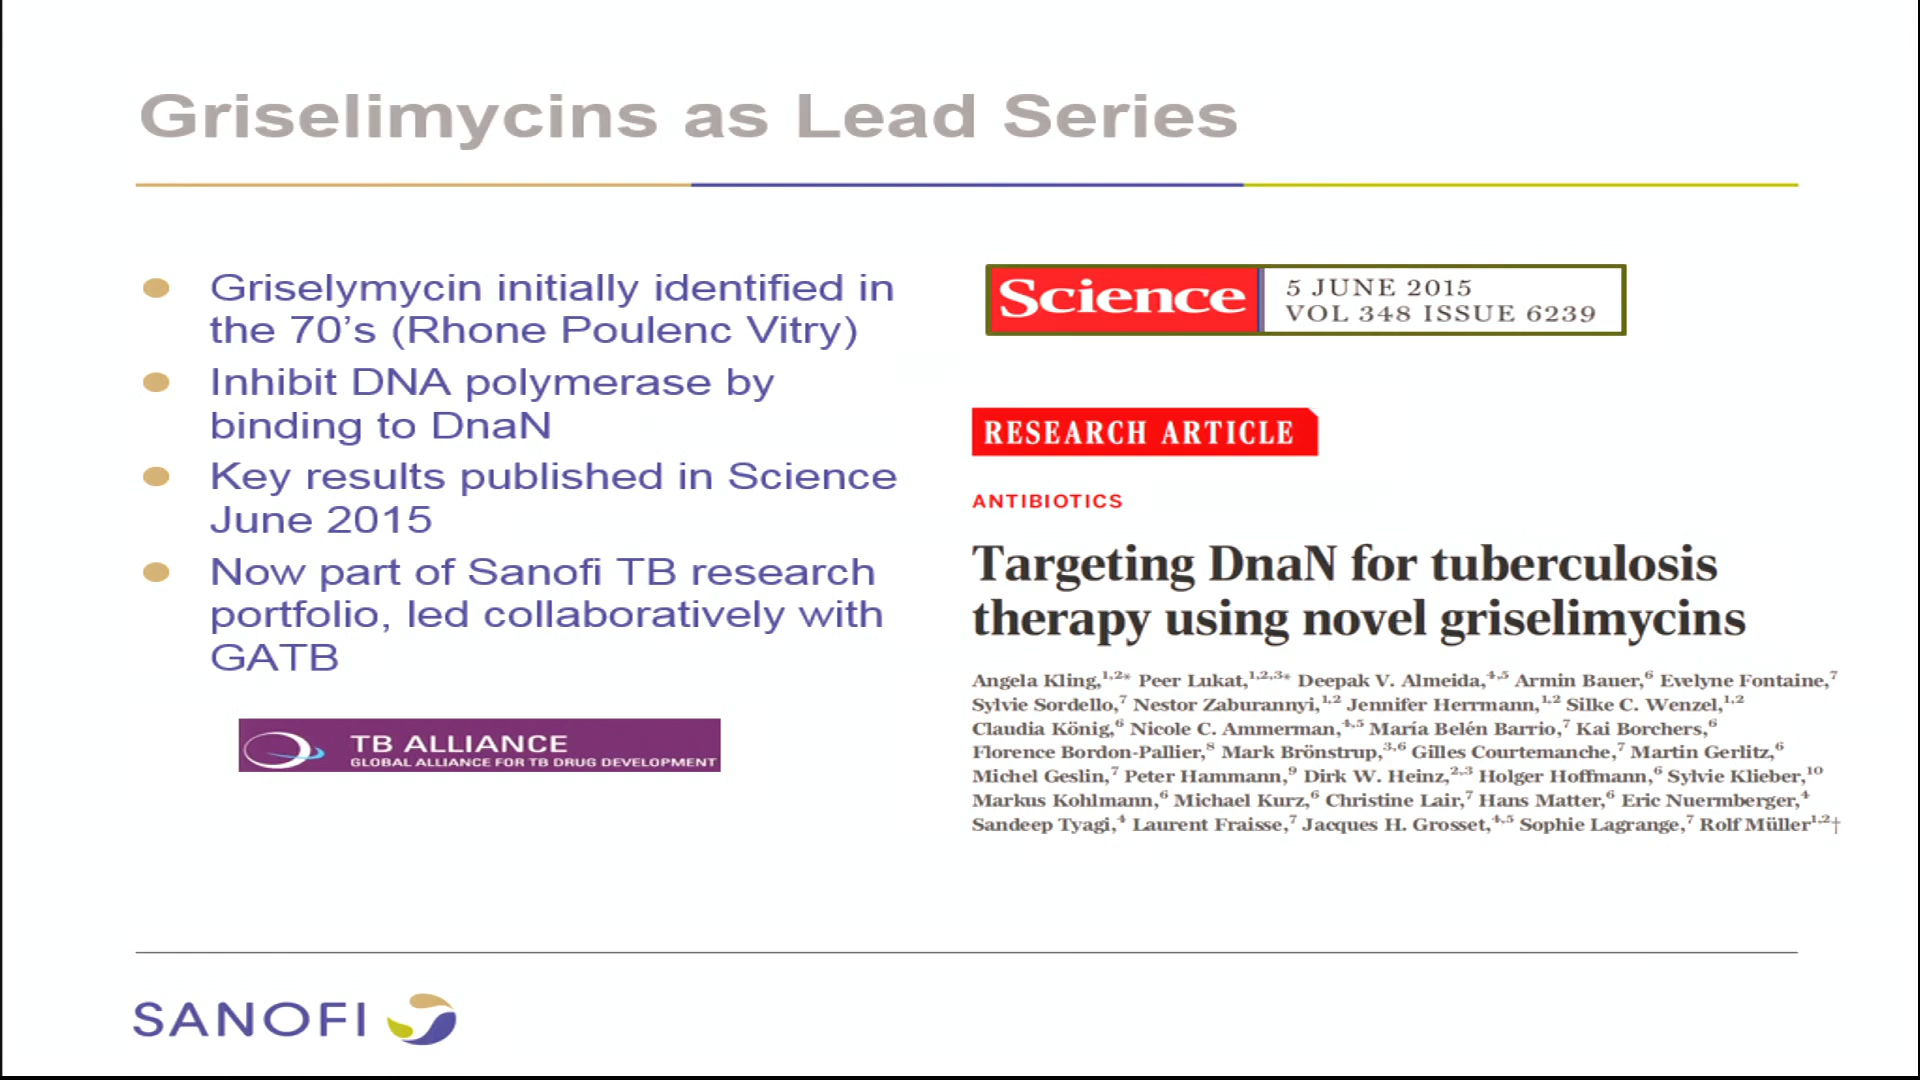 Griselimycins as Lead Series
Griselymycin initially identified in
the 70's (Rhone Poulenc Vitry)
Inhibit DNA polymerase by
binding to DnaN
Key results published in Science
June 2015
Now part of Sanofi TB research
portfolio, led collaboratively with
GATB
TB ALLIANCE
GLOBAL ALLIANCE FOR TB DRUG DEVELOPMENT
Science
5 JUNE 2015
VOL 348 ISSUE 6239
RESEARCH ARTICLE
ANTIBIOTICS
Targeting DnaN for tuberculosis
therapy using novel griselimycins
Angela Kling,1,2* Peer Lukat,1,2,3* Deepak V. Almeida,4,5 Armin Bauer,6 Evelyne Fontaine,7
Sylvie Sordello,7 Nestor Zaburannyi,1,2 Jennifer Herrmann,1,2 Silke C. Wenzel,1,2
Claudia König,6 Nicole C. Ammerman,4,5 María Belén Barrio,7 Kai Borchers,6
Florence Bordon-Pallier,8 Mark Brönstrup,3,6 Gilles Courtemanche,7 Martin Gerlitz,6
Michel Geslin,7 Peter Hammann,9 Dirk W. Heinz,2,3 Holger Hoffmann,6 Sylvie Klieber,10
Markus Kohlmann,6 Michael Kurz,6 Christine Lair,7 Hans Matter,6 Eric Nuermberger,4
Sandeep Tyagi,4 Laurent Fraisse,7 Jacques H. Grosset,4,5 Sophie Lagrange,7 Rolf Müller1,2†
SANOFI